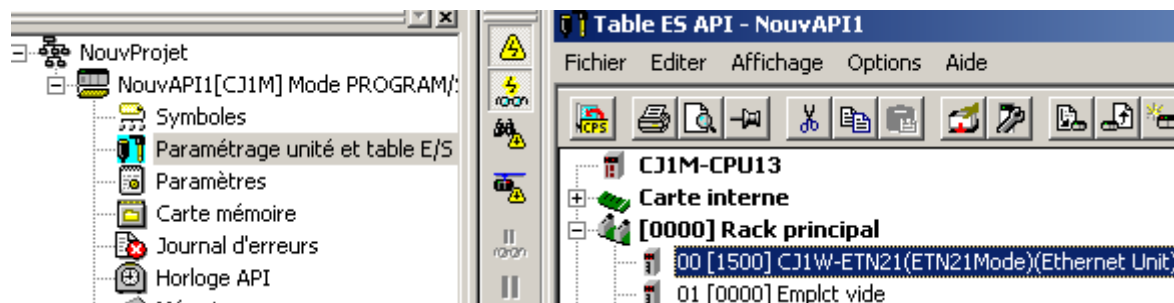 NouvProjet
NouvAPI1[CJ1M] Mode PROGRAM/
Symboles
Paramétrage unité et table E/S
Paramètres
Carte mémoire
Journal d'erreurs
Horloge API
Table ES API - NouvAPI1
Fichier Editer Affichage Options Aide
CPS
CJ1M-CPU13
Carte interne
[0000] Rack principal
00 [1500] CJ1W-ETN21(ETN21Mode)(Ethernet Unit)
01 [0000] Emplct vide